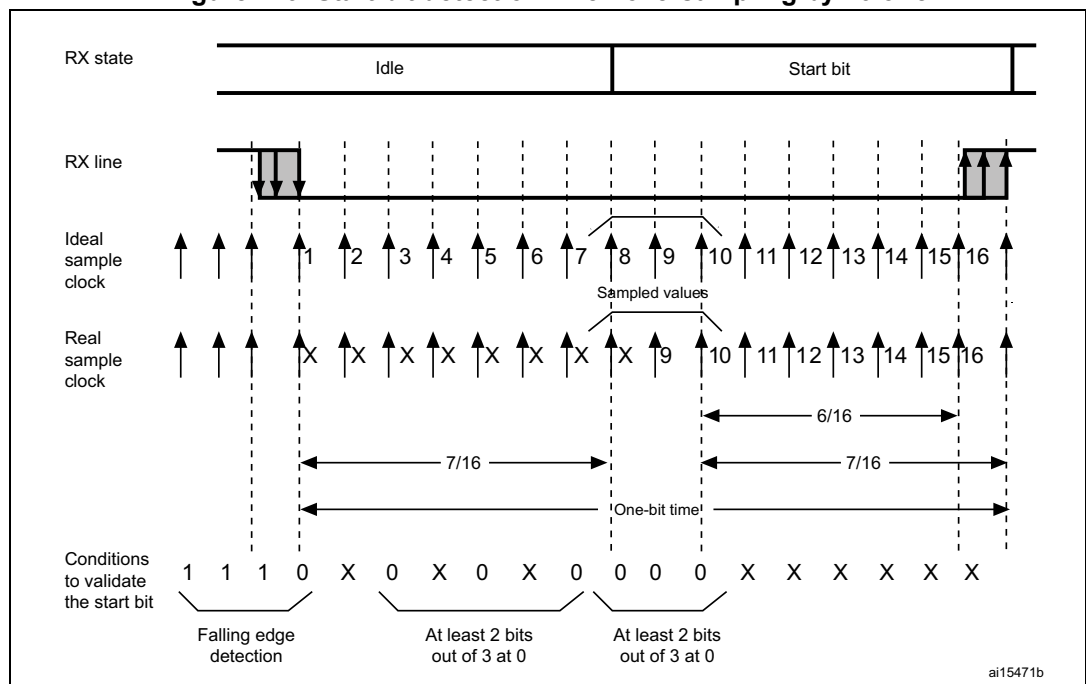 RX state
Idle
Start bit
RX line
Ideal
sample
clock
1 2 3 4 5 6 7 8 9 10 11 12 13 14 15 16
Sampled values
Real
sample
clock
X X X X X X X X 9 10 11 12 13 14 15 16
6/16
7/16
7/16
One-bit time
Conditions
to validate
the start bit
1 1 1 0 X 0 X 0 X 0 0 0 0 X X X X X X
Falling edge
detection
At least 2 bits
out of 3 at 0
At least 2 bits
out of 3 at 0
ai15471b